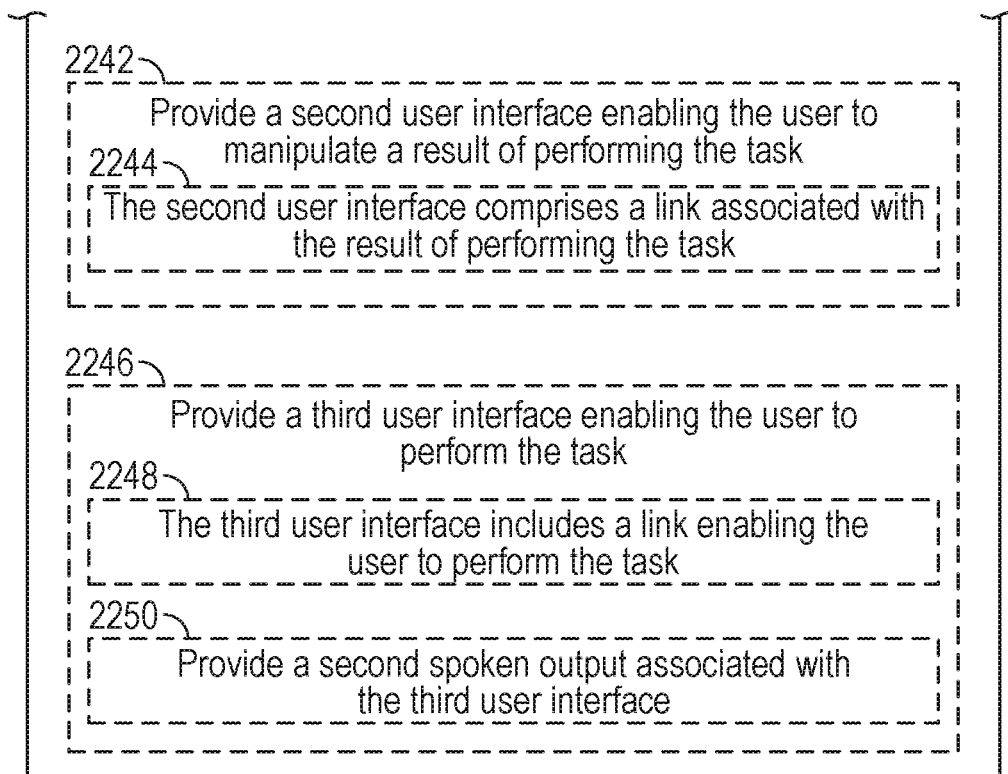 2242
Provide a second user interface enabling the user to
manipulate a result of performing the task
2244
The second user interface comprises a link associated with
the result of performing the task
2246
Provide a third user interface enabling the user to
perform the task
2248
The third user interface includes a link enabling the
user to perform the task
2250
Provide a second spoken output associated with
the third user interface